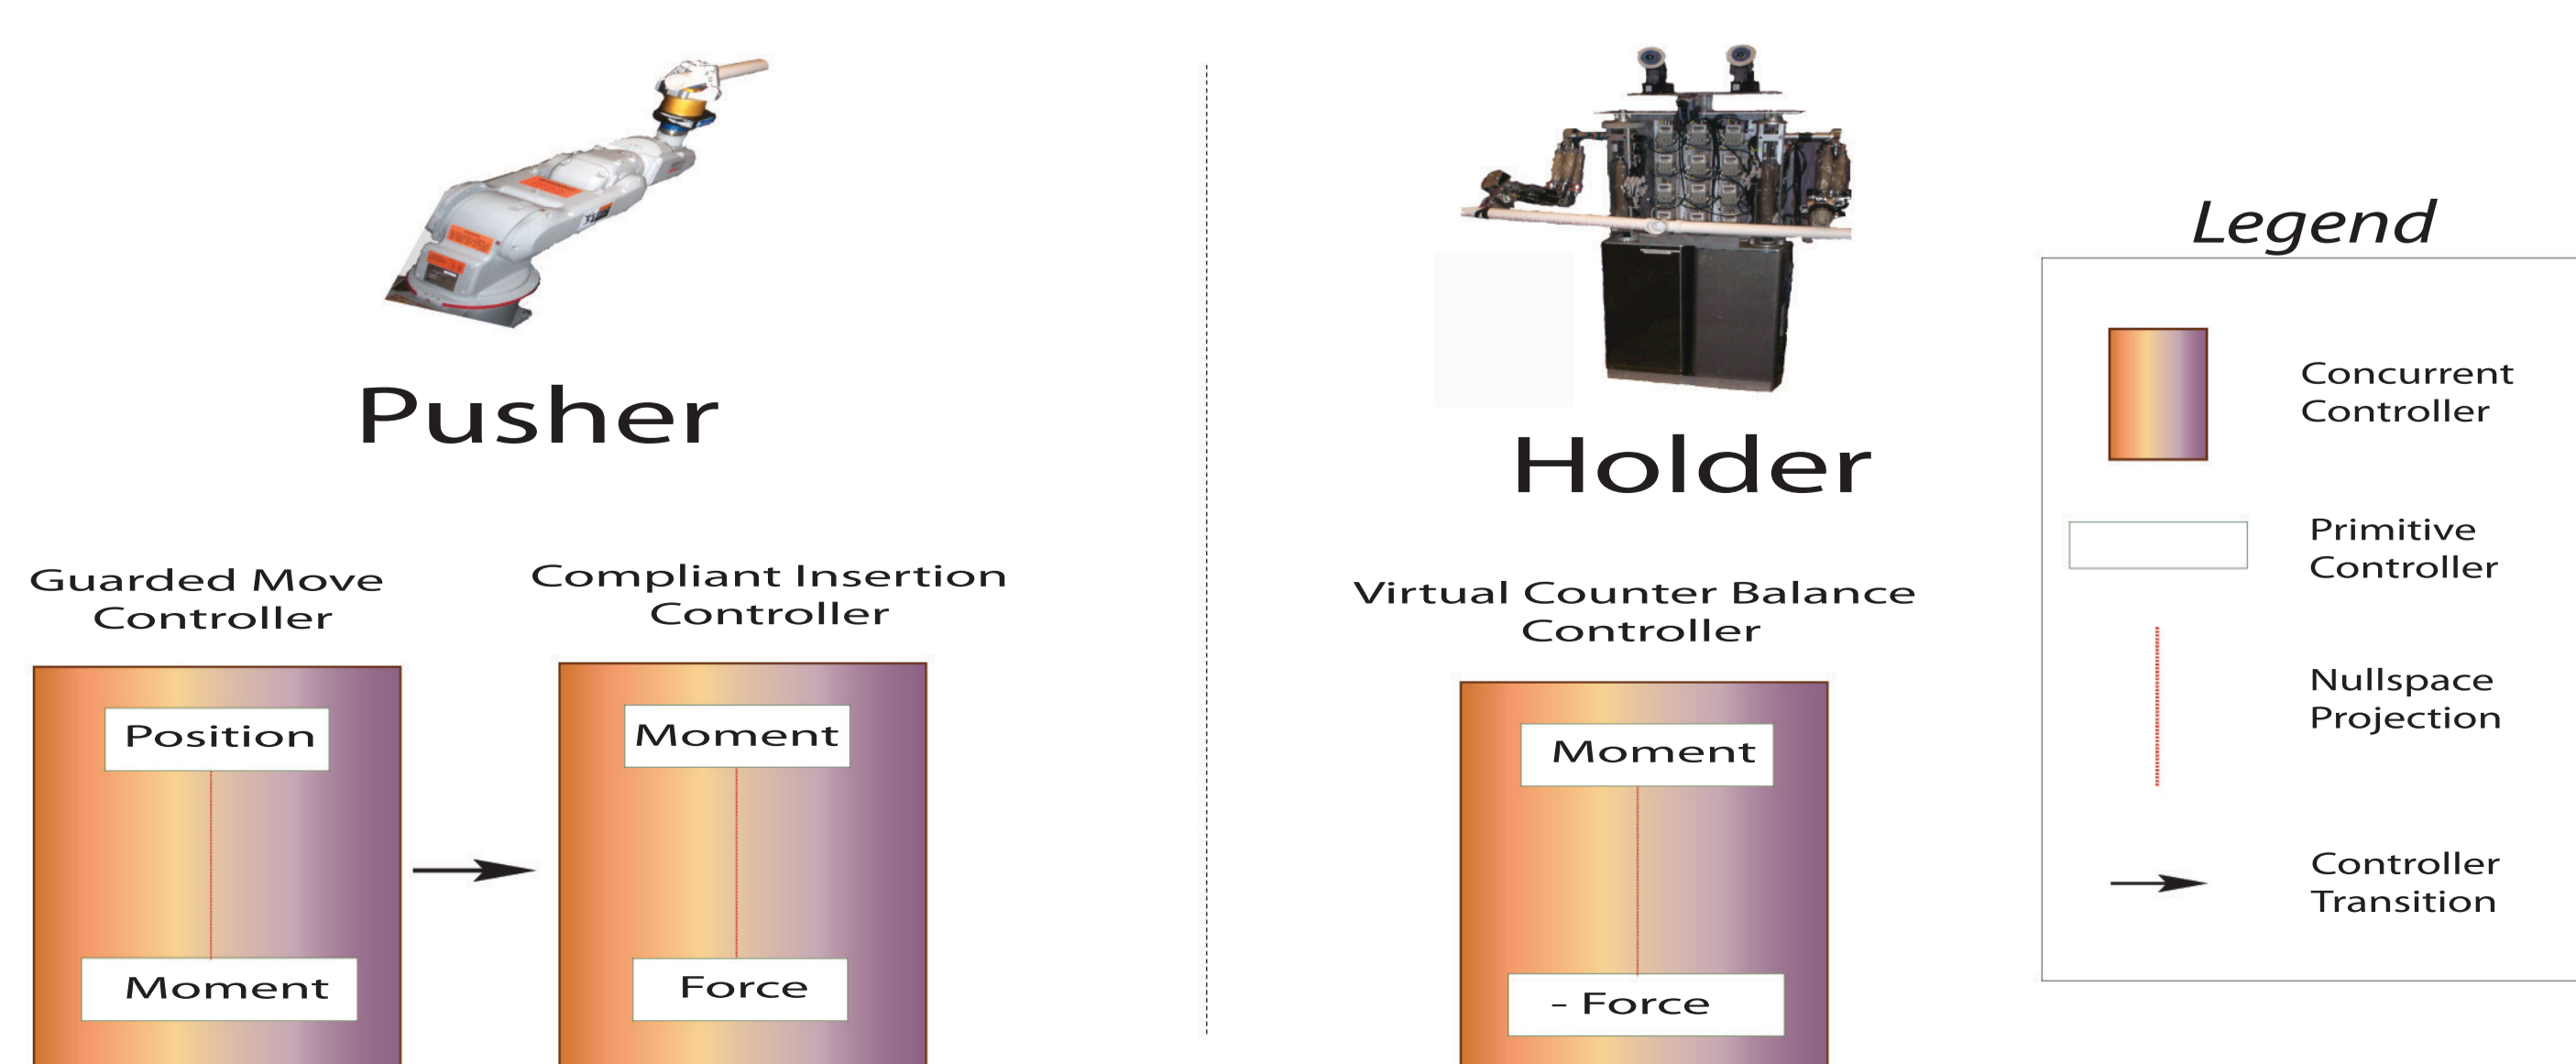 Pusher
Guarded Move
Controller
Compliant Insertion
Controller
Position
Moment
Moment
Force
Holder
Virtual Counter Balance
Controller
Moment
- Force
Legend
Concurrent
Controller
Primitive
Controller
Nullspace
Projection
Controller
Transition